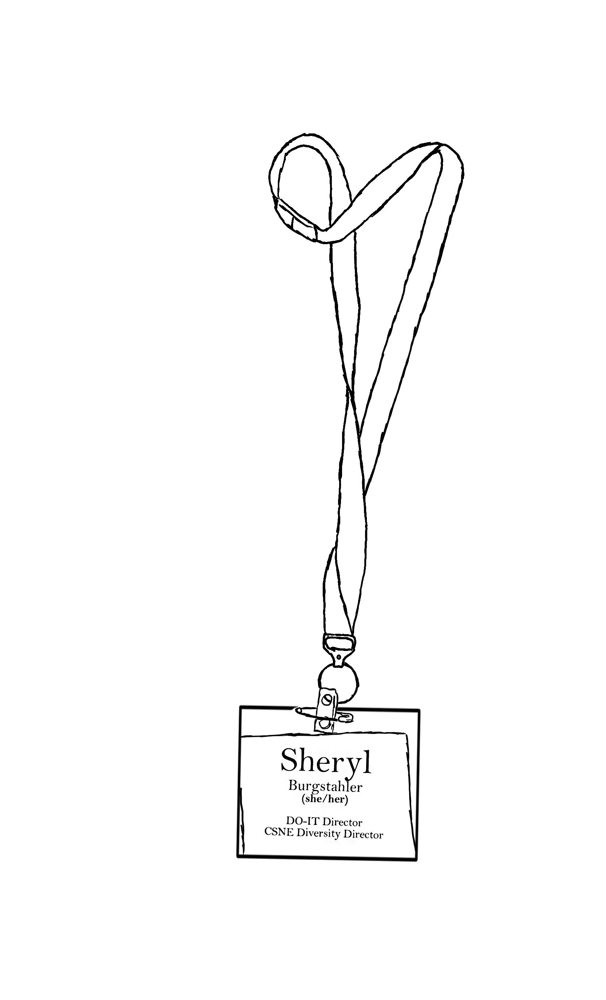 Sheryl
Burgstahler
(she/her)
DO-IT Director
CSNE Diversity Director